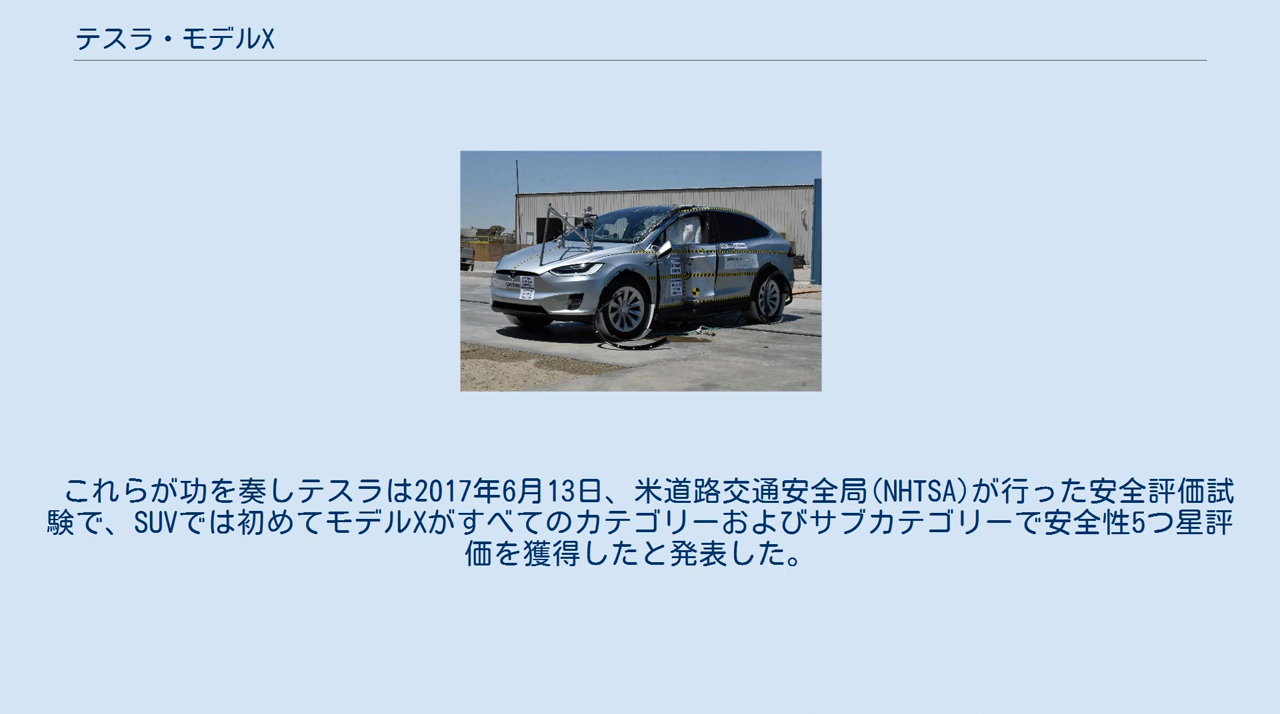 テスラ・モデルX
これらが功を奏しテスラは2017年6月13日、米道路交通安全局(NHTSA)が行った安全評価試
験で、SUVでは初めてモデルXがすべてのカテゴリーおよびサブカテゴリーで安全性5つ星評
価を獲得したと発表した。